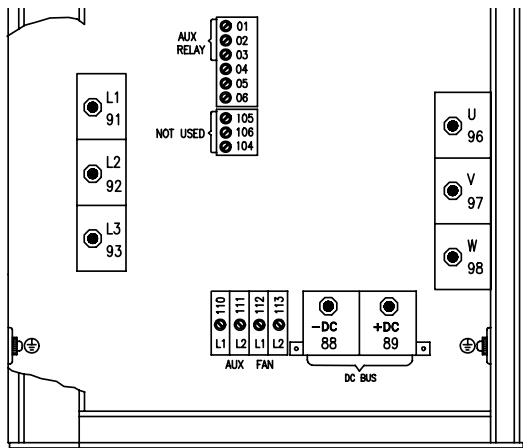 AUX
RELAY
01
02
03
04
05
06
NOT USED
105
106
104
L1
91
L2
92
L3
93
U
96
V
97
W
98
110 111 112 113
L1 L2 L1 L2
AUX FAN
-DC +DC
88 89
DC BUS